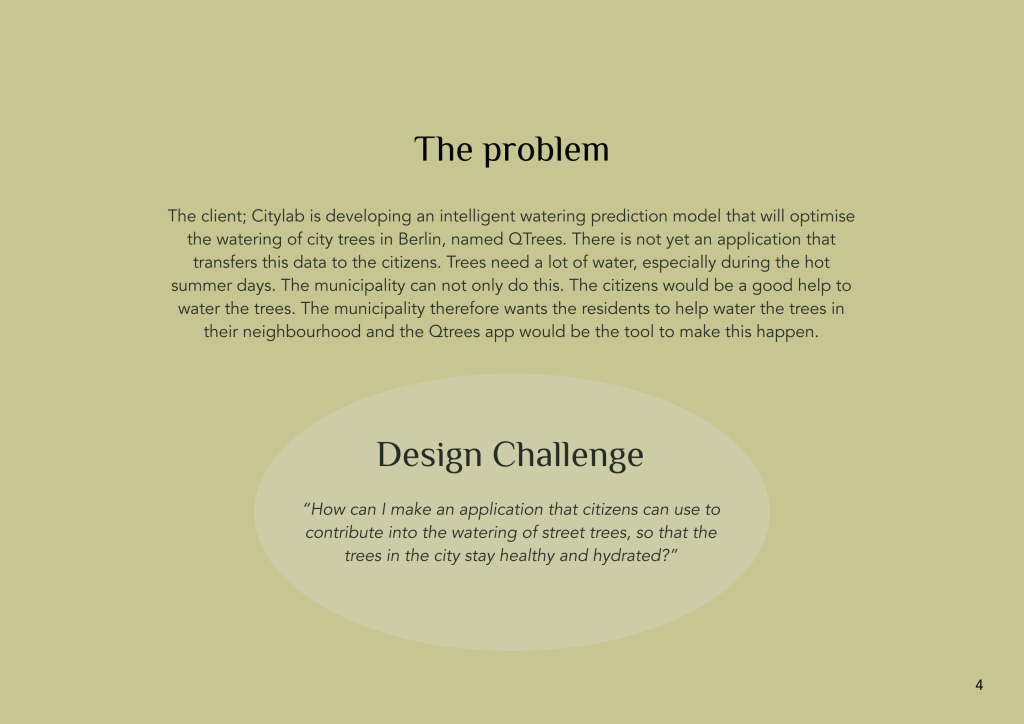 The problem
The client; Citylab is developing an intelligent watering prediction model that will optimise
the watering of city trees in Berlin, named QTrees. There is not yet an application that
transfers this data to the citizens. Trees need a lot of water, especially during the hot
summer days. The municipality can not only do this. The citizens would be a good help to
water the trees. The municipality therefore wants the residents to help water the trees in
their neighbourhood and the Qtrees app would be the tool to make this happen.
Design Challenge
“How can I make an application that citizens can use to
contribute into the watering of street trees, so that the
trees in the city stay healthy and hydrated?”
4